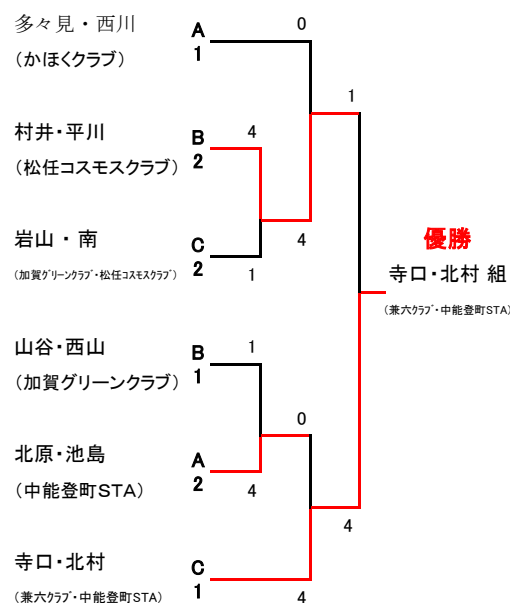 多々見・西川
A
1
0
(かほくクラブ)
1
村井・平川
B
2
4
(松任コスモスクラブ)
岩山 ・ 南
C
2
4
1
(加賀グリーンクラブ・松任コスモスクラブ)
優勝
寺口・北村 組
(兼六クラブ・中能登町STA)
山谷・西山
B
1
1
(加賀グリーンクラブ)
0
北原・池島
A
2
4
(中能登町STA)
4
寺口・北村
C
1
4
(兼六クラブ・中能登町STA)